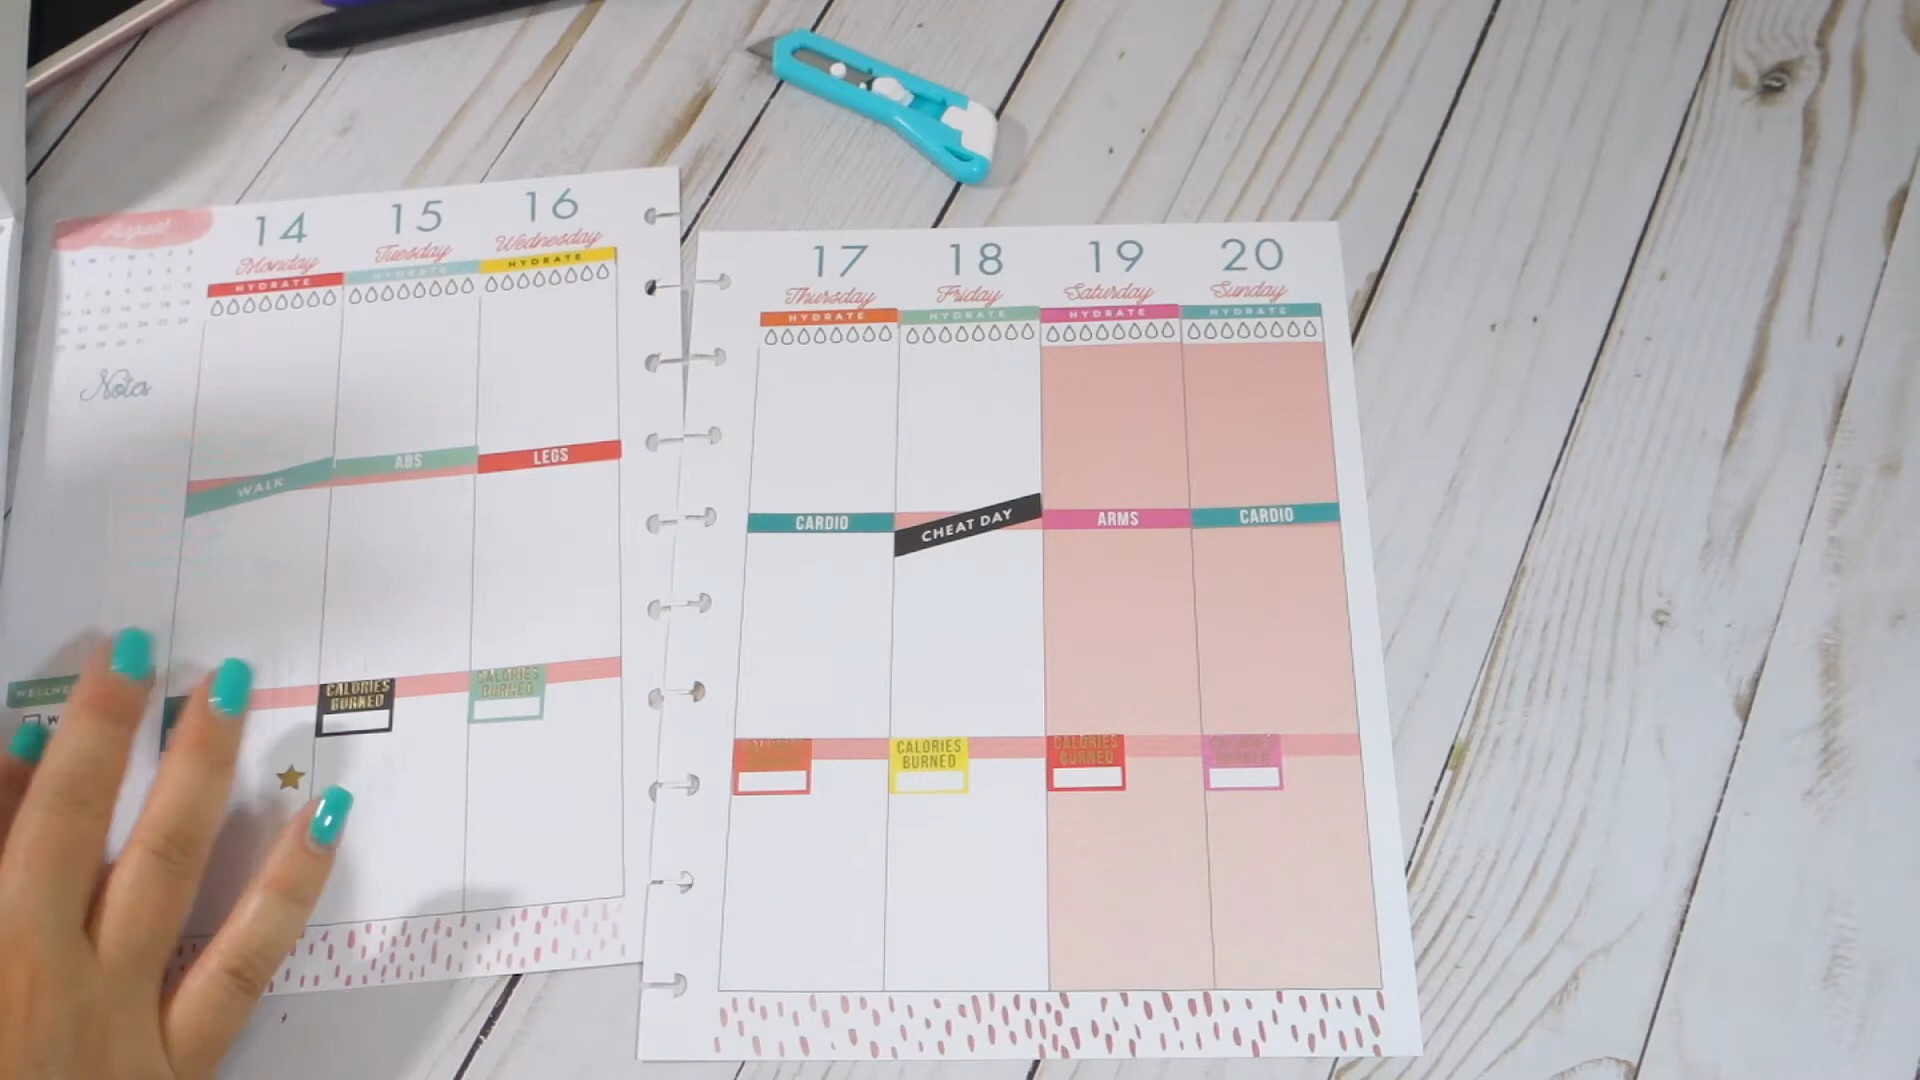 August
14 15 16
Monday Tuesday Wednesday
HYDRATE HYDRATE HYDRATE
Notes
WALK ABS LEGS
CALORIES BURNED
CALORIES BURNED
17 18 19 20
Thursday Friday Saturday Sunday
HYDRATE HYDRATE HYDRATE HYDRATE
CARDIO CHEAT DAY ARMS CARDIO
CALORIES
BURNED
CALORIES
BURNED